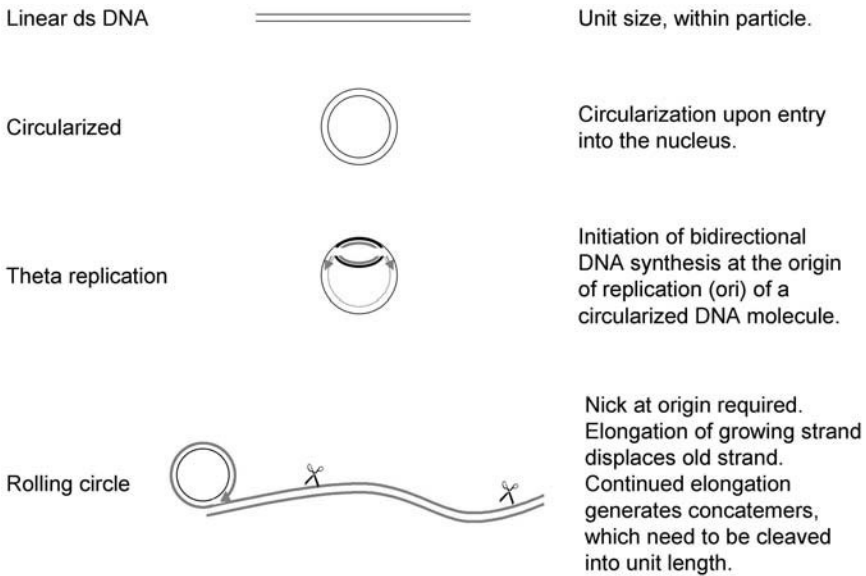 Linear ds DNA
Unit size, within particle.
Circularized
Circularization upon entry
into the nucleus.
Theta replication
Initiation of bidirectional
DNA synthesis at the origin
of replication (ori) of a
circularized DNA molecule.
Rolling circle
Nick at origin required.
Elongation of growing strand
displaces old strand.
Continued elongation
generates concatemers,
which need to be cleaved
into unit length.